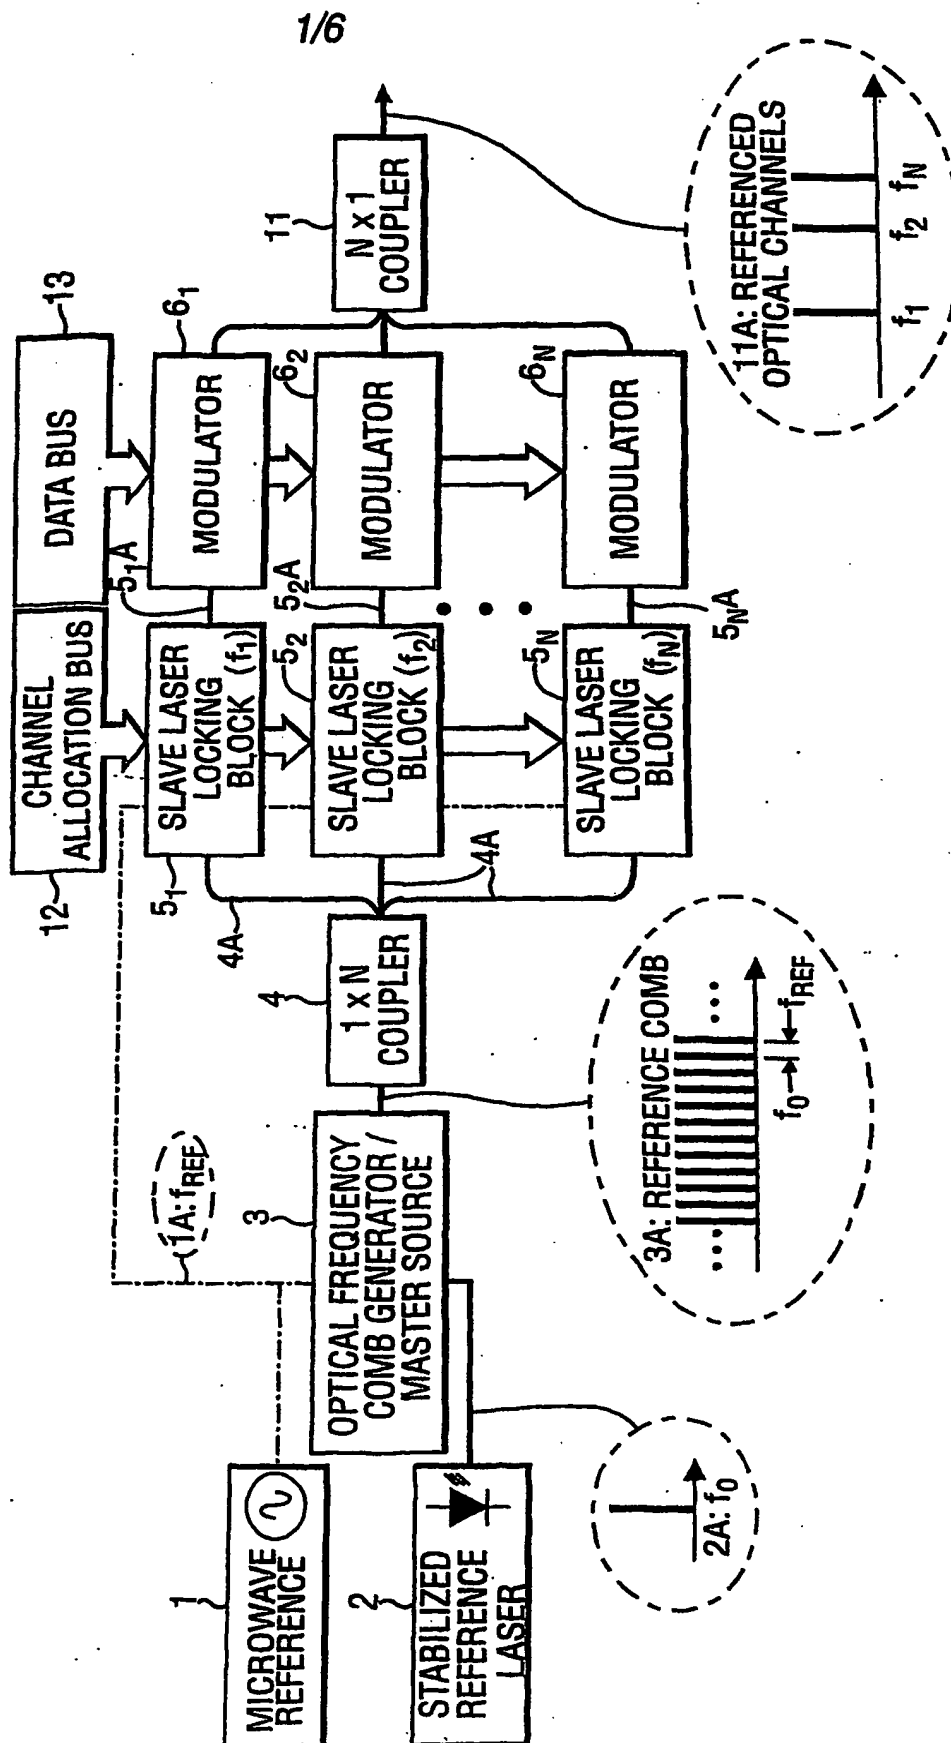 1/6
1
MICROWAVE
REFERENCE
2
STABILIZED
REFERENCE
LASER
2A: f0
1A: fREF
3
OPTICAL FREQUENCY
COMB GENERATOR /
MASTER SOURCE
3A: REFERENCE COMB
... ...
f0 fREF
4
1 x N
COUPLER
4A
4A
12
CHANNEL
ALLOCATION BUS
13
DATA BUS
51
SLAVE LASER
LOCKING
BLOCK (f1)
51A
61
MODULATOR
52
SLAVE LASER
LOCKING
BLOCK (f2)
52A
62
MODULATOR
5N
SLAVE LASER
LOCKING
BLOCK (fN)
5NA
6N
MODULATOR
11
N x 1
COUPLER
11A: REFERENCED
OPTICAL CHANNELS
f1 f2 fN